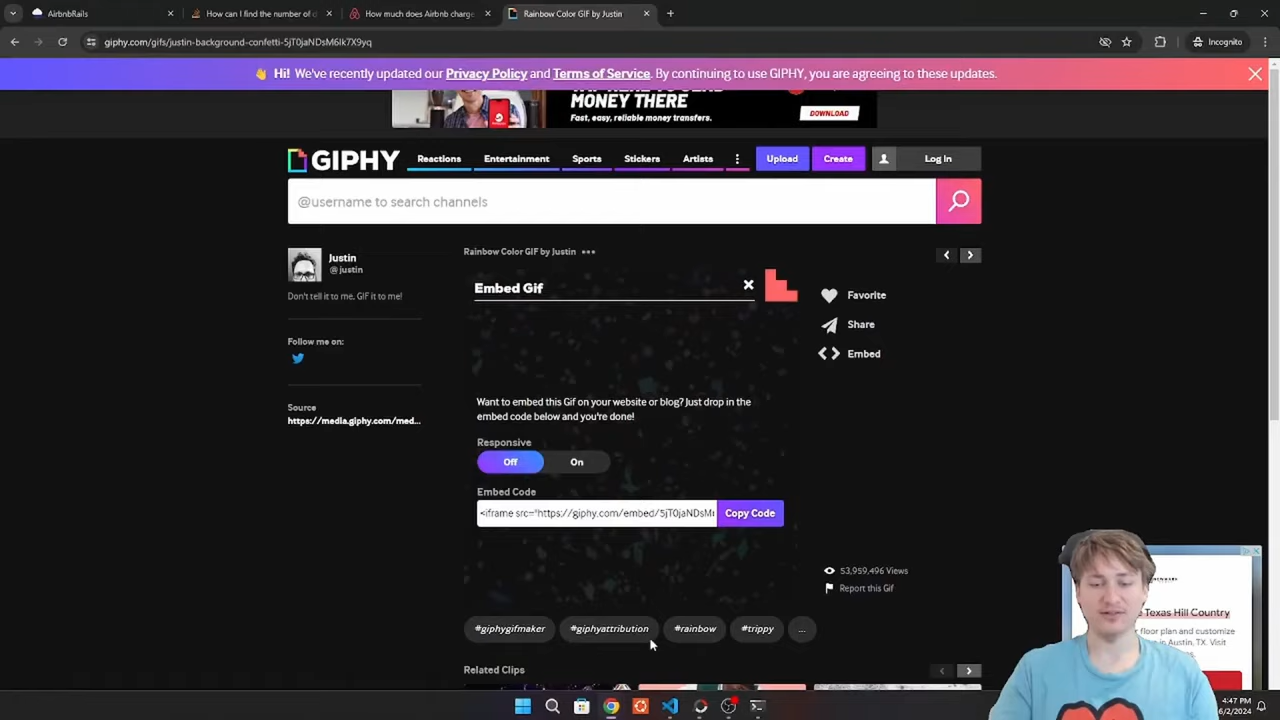 AirbnbRails
How can I find the number of d
How much does Airbnb charge
Rainbow Color GIF by Justin
giphy.com/gifs/justin-background-confetti-5jT0jaNDsM6Ik7X9yq
Incognito
👋 Hi! We've recently updated our Privacy Policy and Terms of Service. By continuing to use GIPHY, you are agreeing to these updates.
MONEY THERE
Fast, easy, reliable money transfers.
DOWNLOAD
GIPHY
Reactions
Entertainment
Sports
Stickers
Artists
Upload
Create
Log In
@username to search channels
Justin
@justin
Don't tell it to me, GIF it to me!
Follow me on:
Source
https://media.giphy.com/med...
Rainbow Color GIF by Justin
Embed Gif
Want to embed this Gif on your website or blog? Just drop in the
embed code below and you're done!
Responsive
Off
On
Embed Code
<iframe src="https://giphy.com/embed/5jT0jaNDsM
Copy Code
Favorite
Share
Embed
53,959,496 Views
Report this Gif
#giphygifmaker
#giphyattribution
#rainbow
#trippy
...
Related Clips
Texas Hill Country
floor plan and customize
in Austin, TX. Visit
4:47 PM
6/2/2024